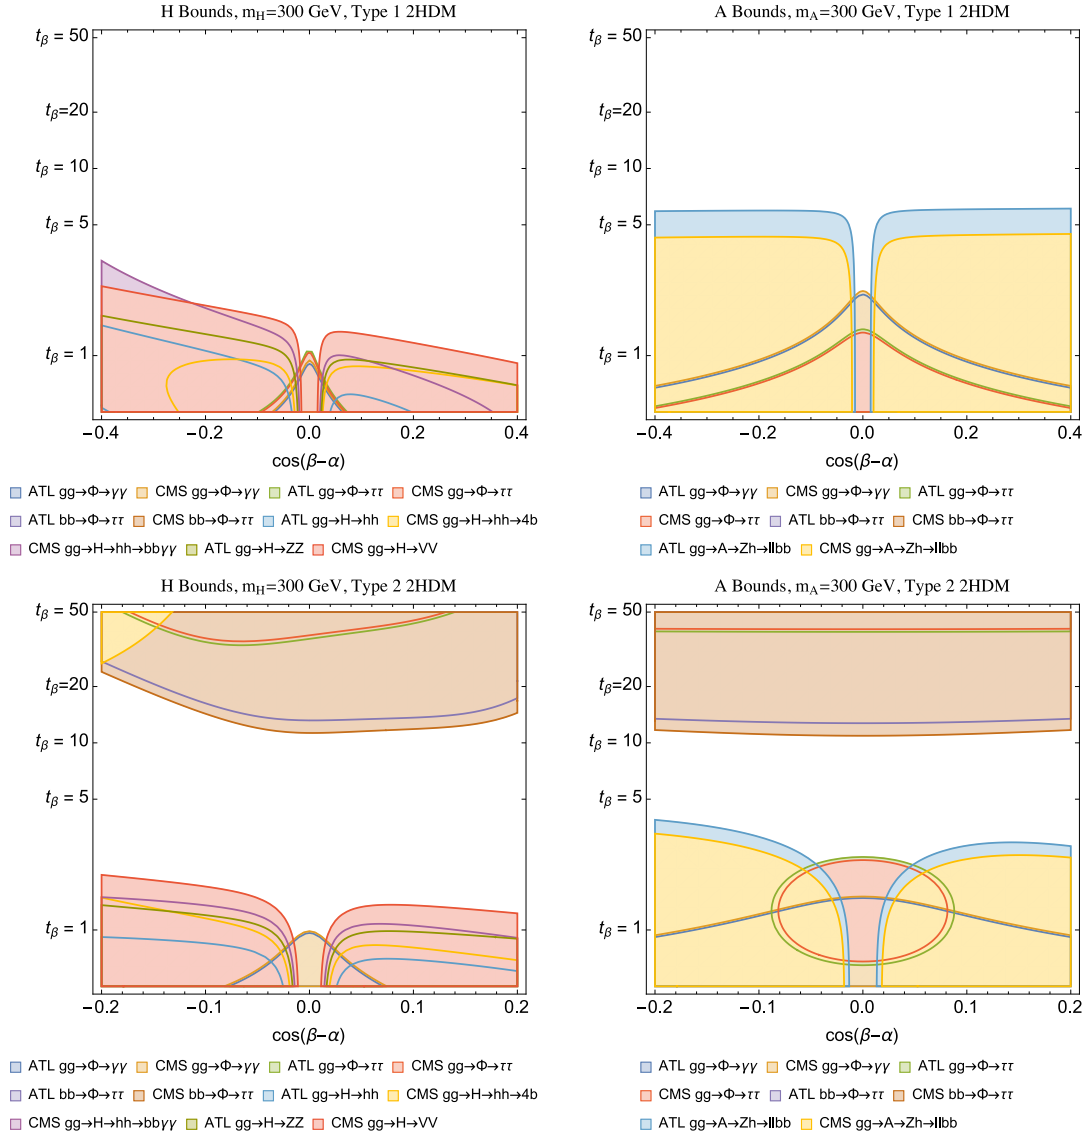 H Bounds, m_H=300 GeV, Type 1 2HDM
t_β = 50
t_β=20
t_β = 10
t_β = 5
t_β = 1
−0.4 −0.2 0.0 0.2 0.4
cos(β−α)
ATL gg→Φ→γγ CMS gg→Φ→γγ ATL gg→Φ→ττ CMS gg→Φ→ττ
ATL bb→Φ→ττ CMS bb→Φ→ττ ATL gg→H→hh CMS gg→H→hh→4b
CMS gg→H→hh→bbγγ ATL gg→H→ZZ CMS gg→H→VV
A Bounds, m_A=300 GeV, Type 1 2HDM
t_β = 50
t_β=20
t_β = 10
t_β = 5
t_β = 1
−0.4 −0.2 0.0 0.2 0.4
cos(β−α)
ATL gg→Φ→γγ CMS gg→Φ→γγ ATL gg→Φ→ττ
CMS gg→Φ→ττ ATL bb→Φ→ττ CMS bb→Φ→ττ
ATL gg→A→Zh→llbb CMS gg→A→Zh→llbb
H Bounds, m_H=300 GeV, Type 2 2HDM
t_β = 50
t_β=20
t_β = 10
t_β = 5
t_β = 1
−0.2 −0.1 0.0 0.1 0.2
cos(β−α)
ATL gg→Φ→γγ CMS gg→Φ→γγ ATL gg→Φ→ττ CMS gg→Φ→ττ
ATL bb→Φ→ττ CMS bb→Φ→ττ ATL gg→H→hh CMS gg→H→hh→4b
CMS gg→H→hh→bbγγ ATL gg→H→ZZ CMS gg→H→VV
A Bounds, m_A=300 GeV, Type 2 2HDM
t_β = 50
t_β=20
t_β = 10
t_β = 5
t_β = 1
−0.2 −0.1 0.0 0.1 0.2
cos(β−α)
ATL gg→Φ→γγ CMS gg→Φ→γγ ATL gg→Φ→ττ
CMS gg→Φ→ττ ATL bb→Φ→ττ CMS bb→Φ→ττ
ATL gg→A→Zh→llbb CMS gg→A→Zh→llbb